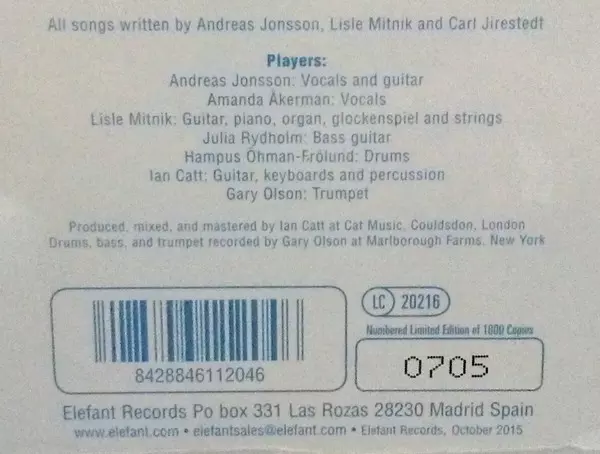 All songs written by Andreas Jonsson, Lisle Mitnik and Carl Jirestedt
Players:
Andreas Jonsson: Vocals and guitar
Amanda Åkerman: Vocals
Lisle Mitnik: Guitar, piano, organ, glockenspiel and strings
Julia Rydholm: Bass guitar
Hampus Öhman-Frölund: Drums
Ian Catt: Guitar, keyboards and percussion
Gary Olson: Trumpet
Produced, mixed, and mastered by Ian Catt at Cat Music, Couldsdon, London
Drums, bass, and trumpet recorded by Gary Olson at Marlborough Farms, New York
LC 20216
Numbered Limited Edition of 1000 Copies
0705
8428846112046
Elefant Records Po box 331 Las Rozas 28230 Madrid Spain
www.elefant.com • elefantsales@elefant.com • Elefant Records, October 2015